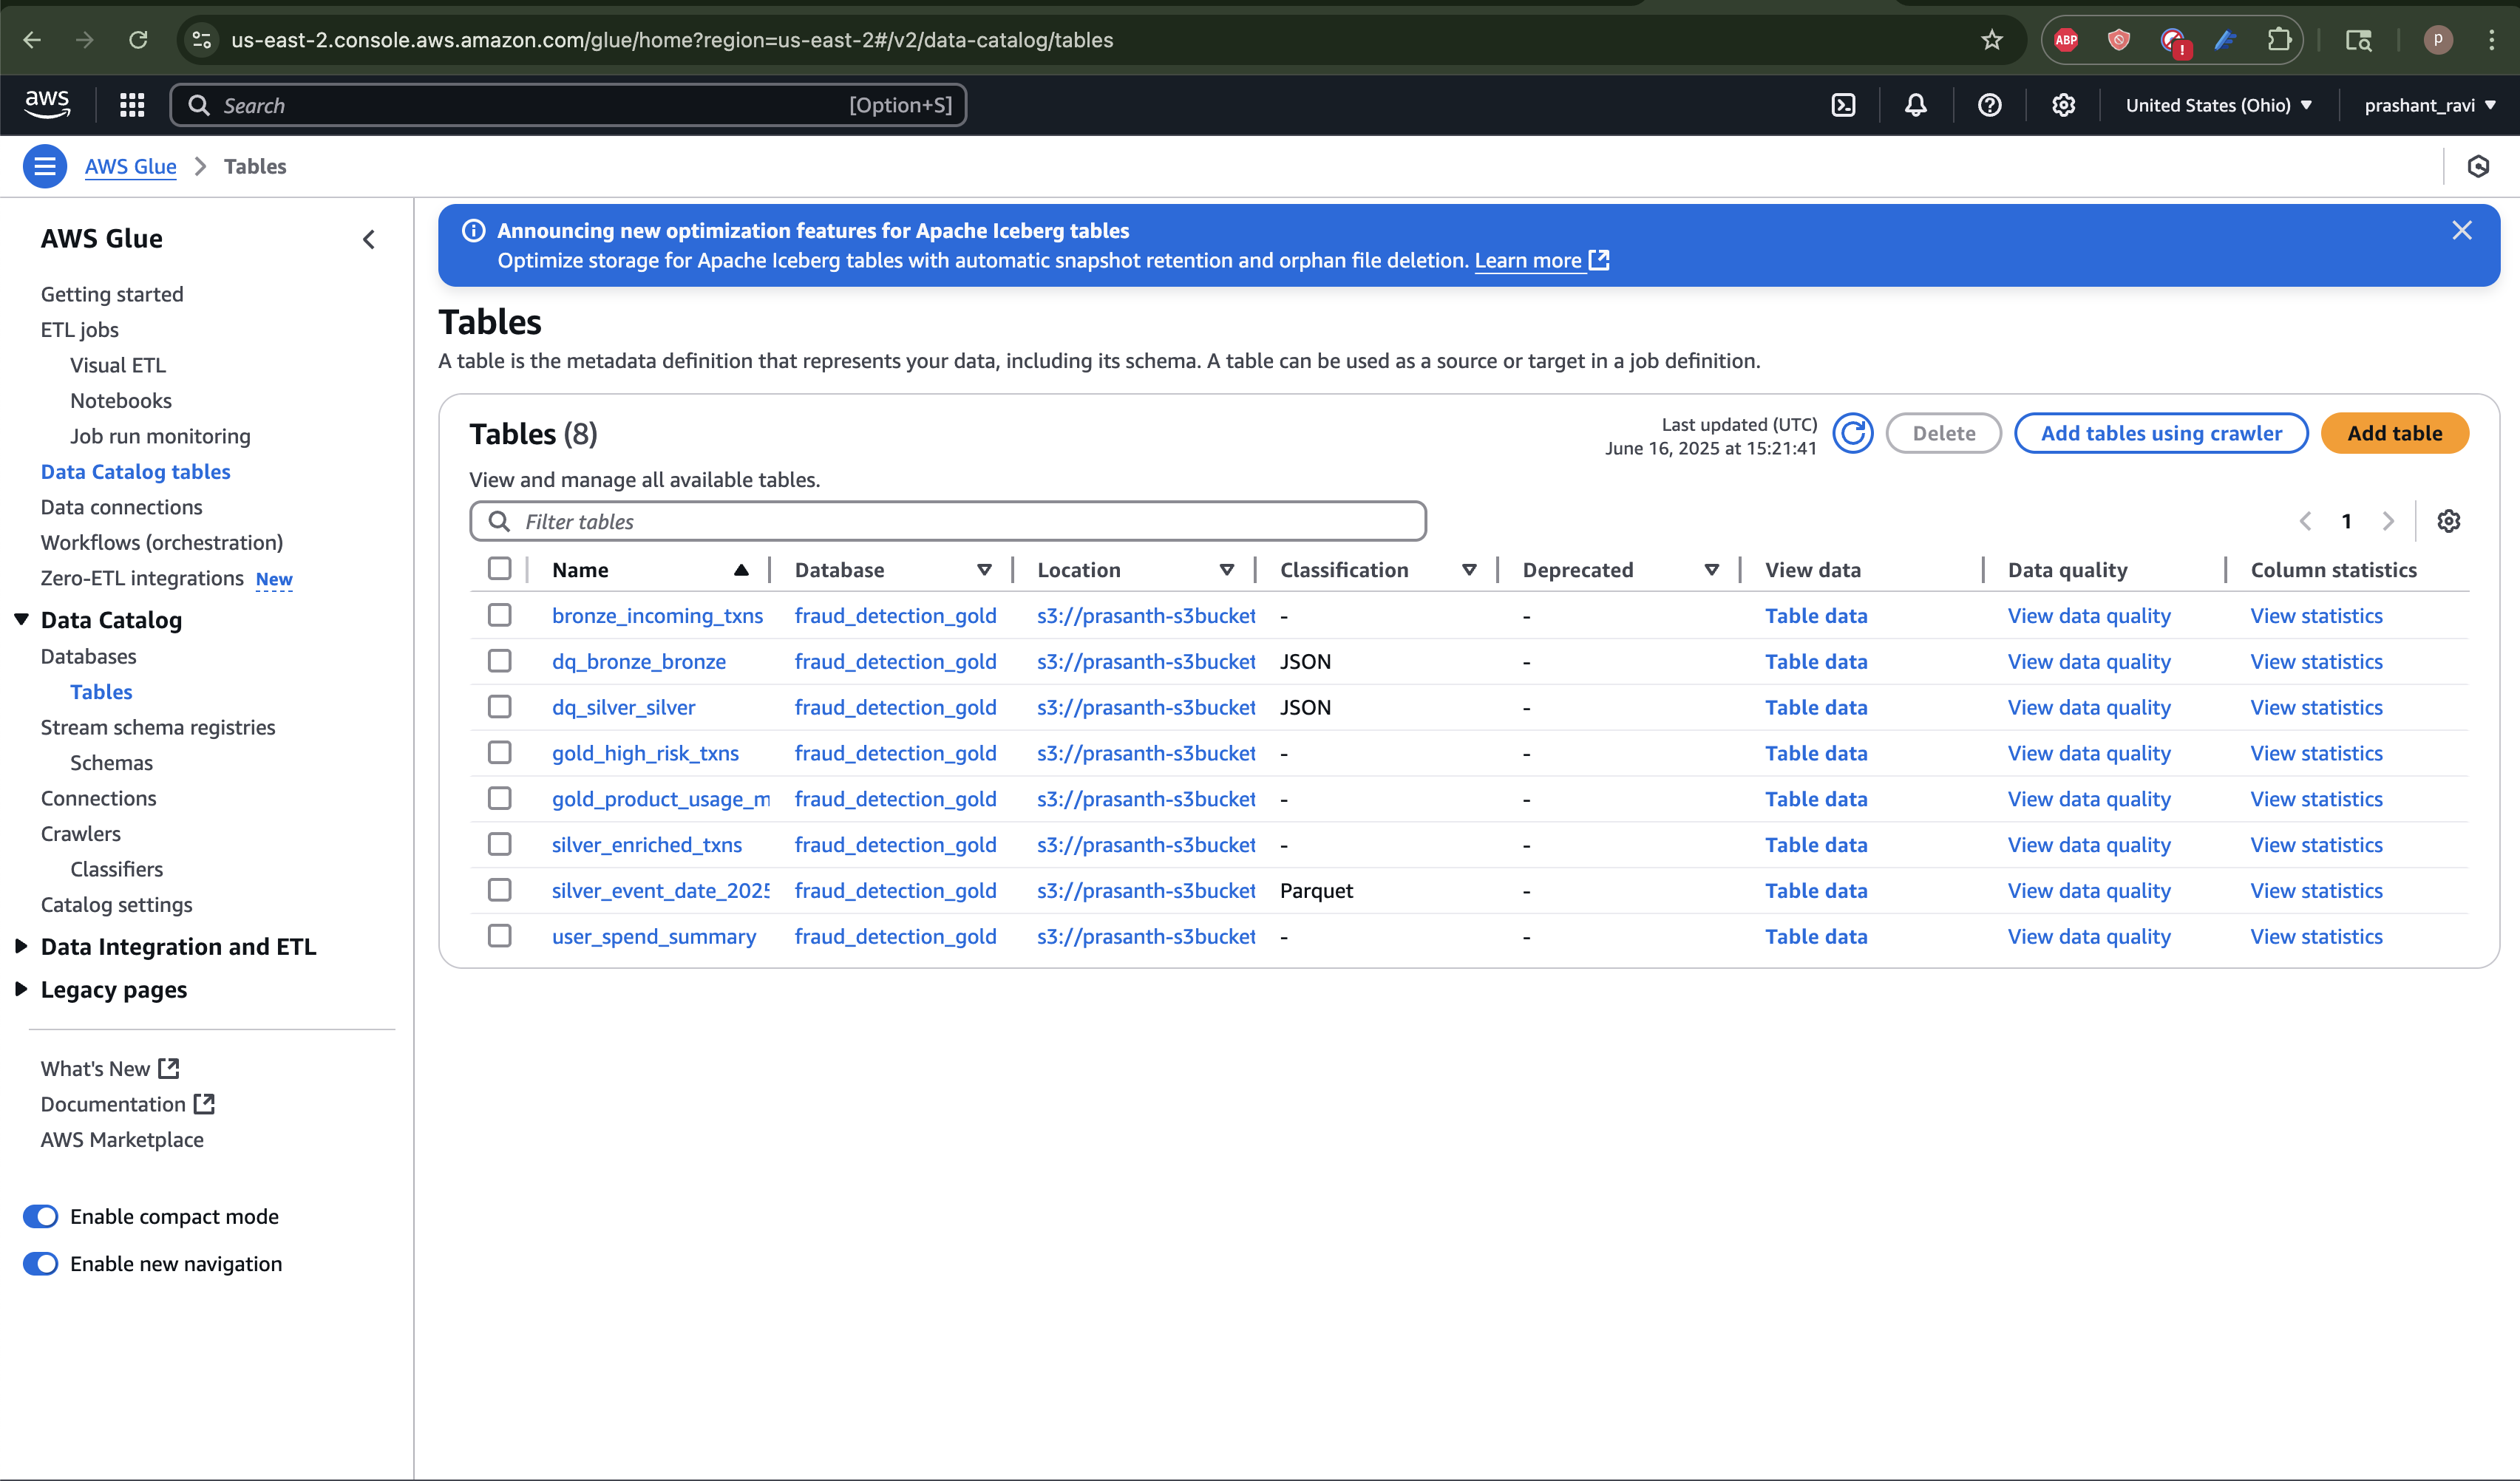 us-east-2.console.aws.amazon.com/glue/home?region=us-east-2#/v2/data-catalog/tables
ABP
!
P
aws
Search
[Option+S]
United States (Ohio)
prashant_ravi
AWS Glue
Tables
AWS Glue
Getting started
ETL jobs
Visual ETL
Notebooks
Job run monitoring
Data Catalog tables
Data connections
Workflows (orchestration)
Zero-ETL integrations New
Data Catalog
Databases
Tables
Stream schema registries
Schemas
Connections
Crawlers
Classifiers
Catalog settings
Data Integration and ETL
Legacy pages
What's New
Documentation
AWS Marketplace
Enable compact mode
Enable new navigation
Announcing new optimization features for Apache Iceberg tables
Optimize storage for Apache Iceberg tables with automatic snapshot retention and orphan file deletion. Learn more
Tables
A table is the metadata definition that represents your data, including its schema. A table can be used as a source or target in a job definition.
Tables (8)
Last updated (UTC)
June 16, 2025 at 15:21:41
Delete
Add tables using crawler
Add table
View and manage all available tables.
Filter tables
1
Name Database Location Classification Deprecated View data Data quality Column statistics
bronze_incoming_txns fraud_detection_gold s3://prasanth-s3bucket - - Table data View data quality View statistics
dq_bronze_bronze fraud_detection_gold s3://prasanth-s3bucket JSON - Table data View data quality View statistics
dq_silver_silver fraud_detection_gold s3://prasanth-s3bucket JSON - Table data View data quality View statistics
gold_high_risk_txns fraud_detection_gold s3://prasanth-s3bucket - - Table data View data quality View statistics
gold_product_usage_m fraud_detection_gold s3://prasanth-s3bucket - - Table data View data quality View statistics
silver_enriched_txns fraud_detection_gold s3://prasanth-s3bucket - - Table data View data quality View statistics
silver_event_date_2025 fraud_detection_gold s3://prasanth-s3bucket Parquet - Table data View data quality View statistics
user_spend_summary fraud_detection_gold s3://prasanth-s3bucket - - Table data View data quality View statistics